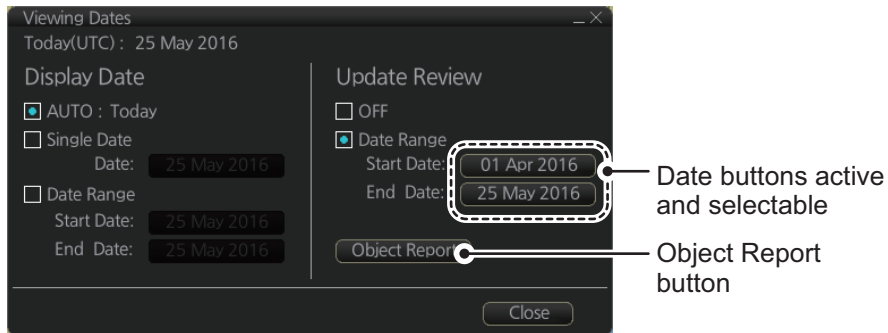 Viewing Dates
Today(UTC) : 25 May 2016
Display Date
AUTO : Today
Single Date
Date: 25 May 2016
Date Range
Start Date: 25 May 2016
End Date: 25 May 2016
Update Review
OFF
Date Range
Start Date: 01 Apr 2016
End Date: 25 May 2016
Object Report
Close
Date buttons active
and selectable
Object Report
button